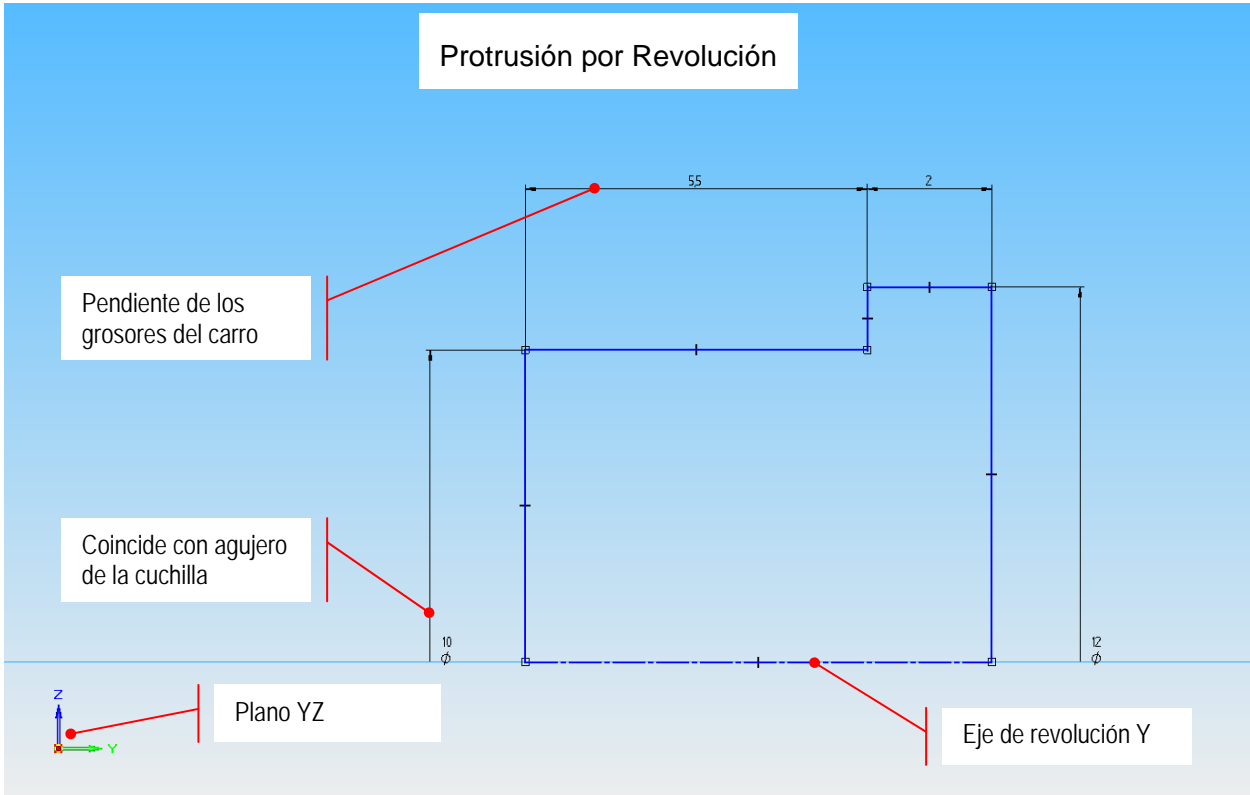 Protrusión por Revolución
5,5
2
Pendiente de los
grosores del carro
Coincide con agujero
de la cuchilla
10
ϕ
12
ϕ
Z
Y
Plano YZ
Eje de revolución Y